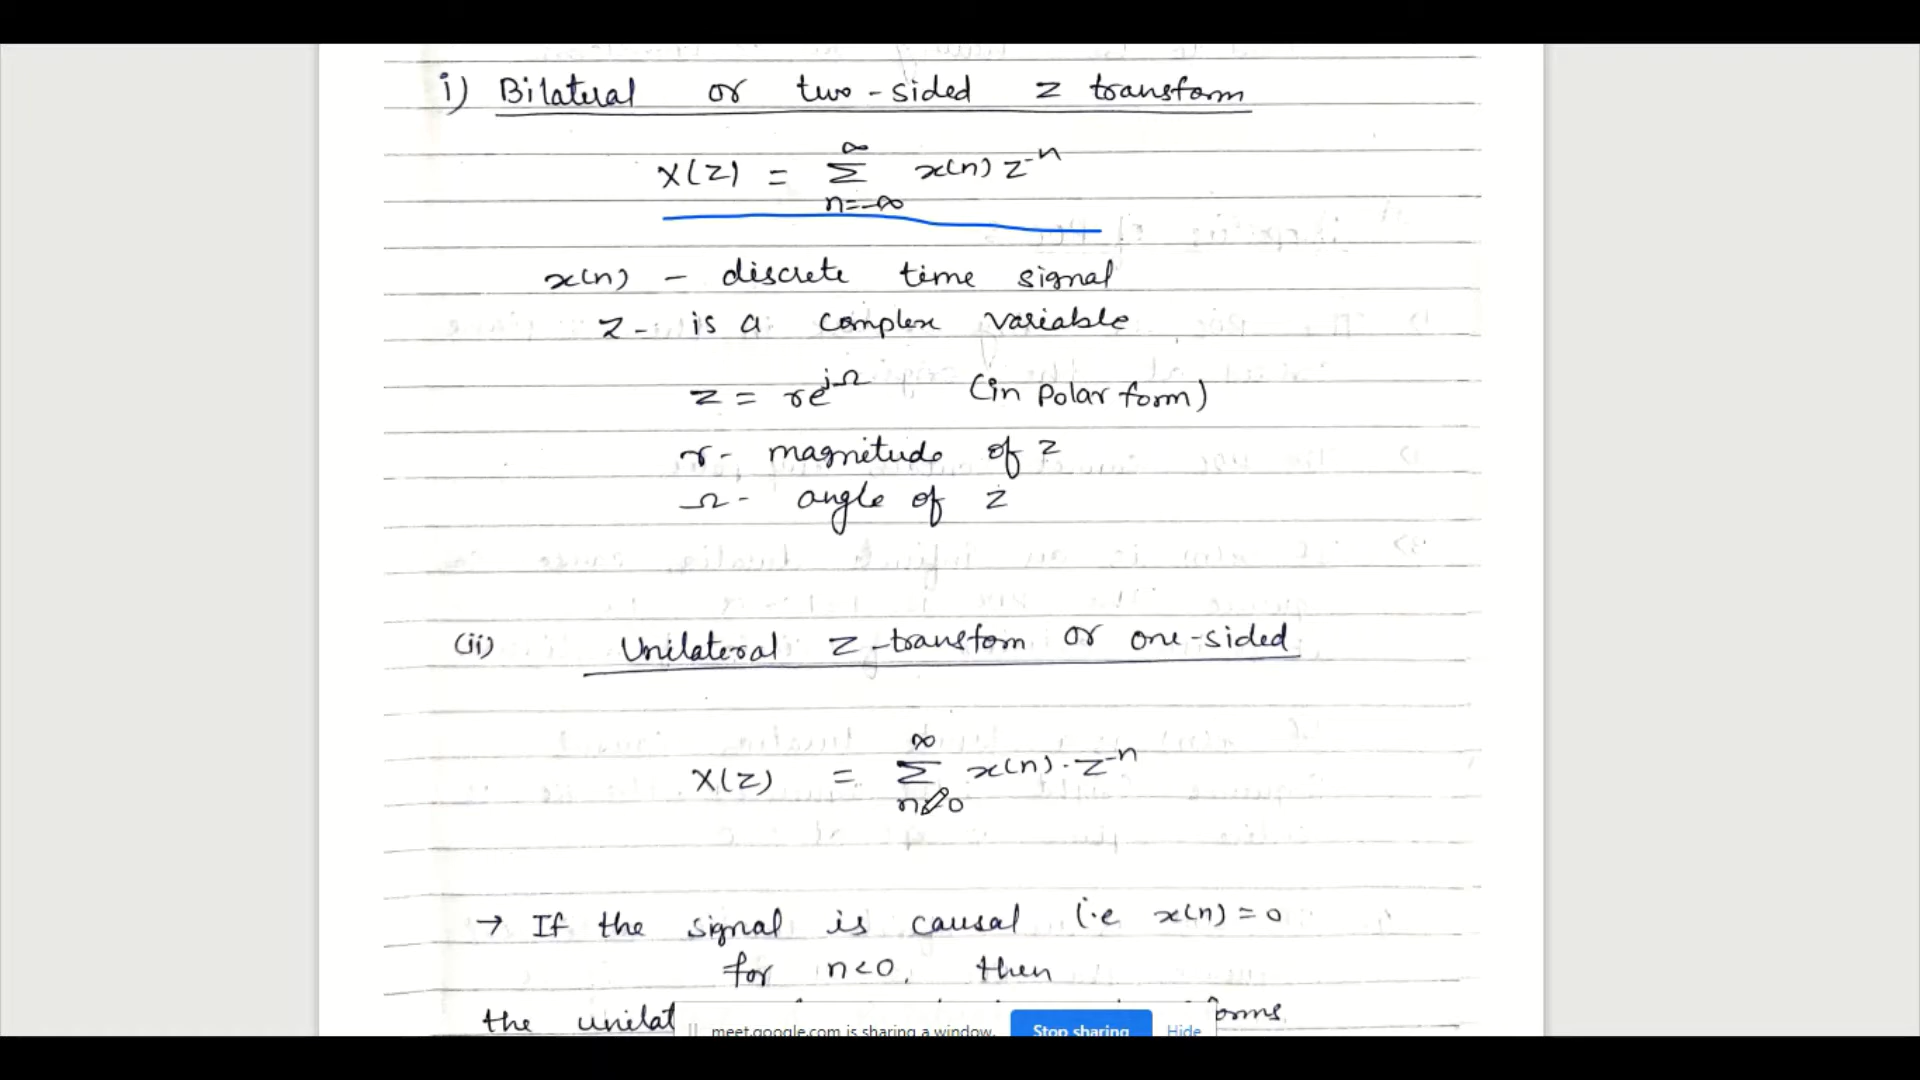 i) Bilateral or two-sided z transform
X(z) = ∞ Σ n=-∞ x(n) z^-n
x(n) - discrete time signal
z - is a complex variable
z = re^jΩ (in Polar form)
r - magnitude of z
Ω - angle of z
(ii) Unilateral z-transform or one-sided
X(z) = ∞ Σ n=0 x(n) · z^-n
→ If the signal is causal (i.e x(n) = 0
for n<0, then
the unilat
meet.google.com is sharing a window. Stop sharing Hide